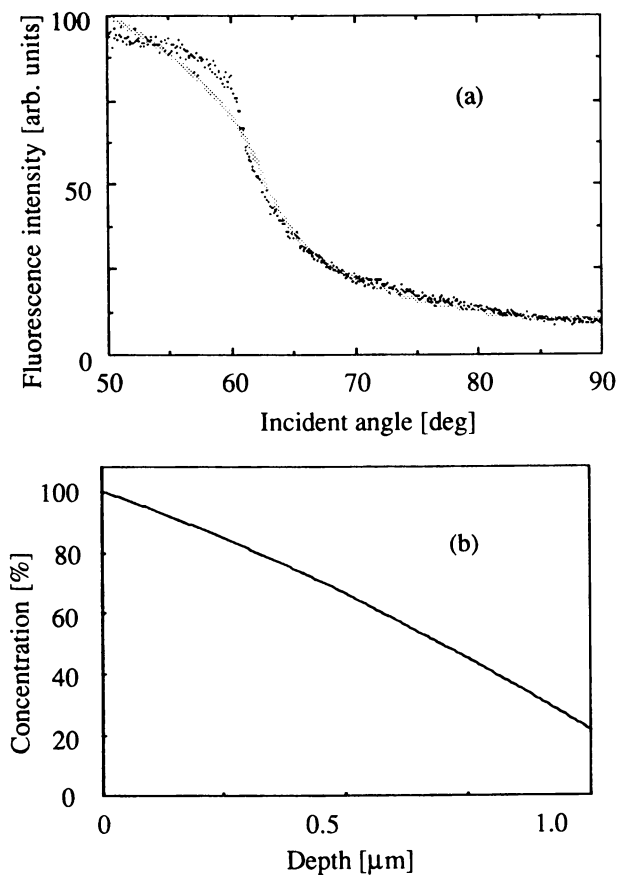 100
50
0
Fluorescence intensity [arb. units]
(a)
50 60 70 80 90
Incident angle [deg]
100
80
60
40
20
0
Concentration [%]
(b)
0 0.5 1.0
Depth [μm]